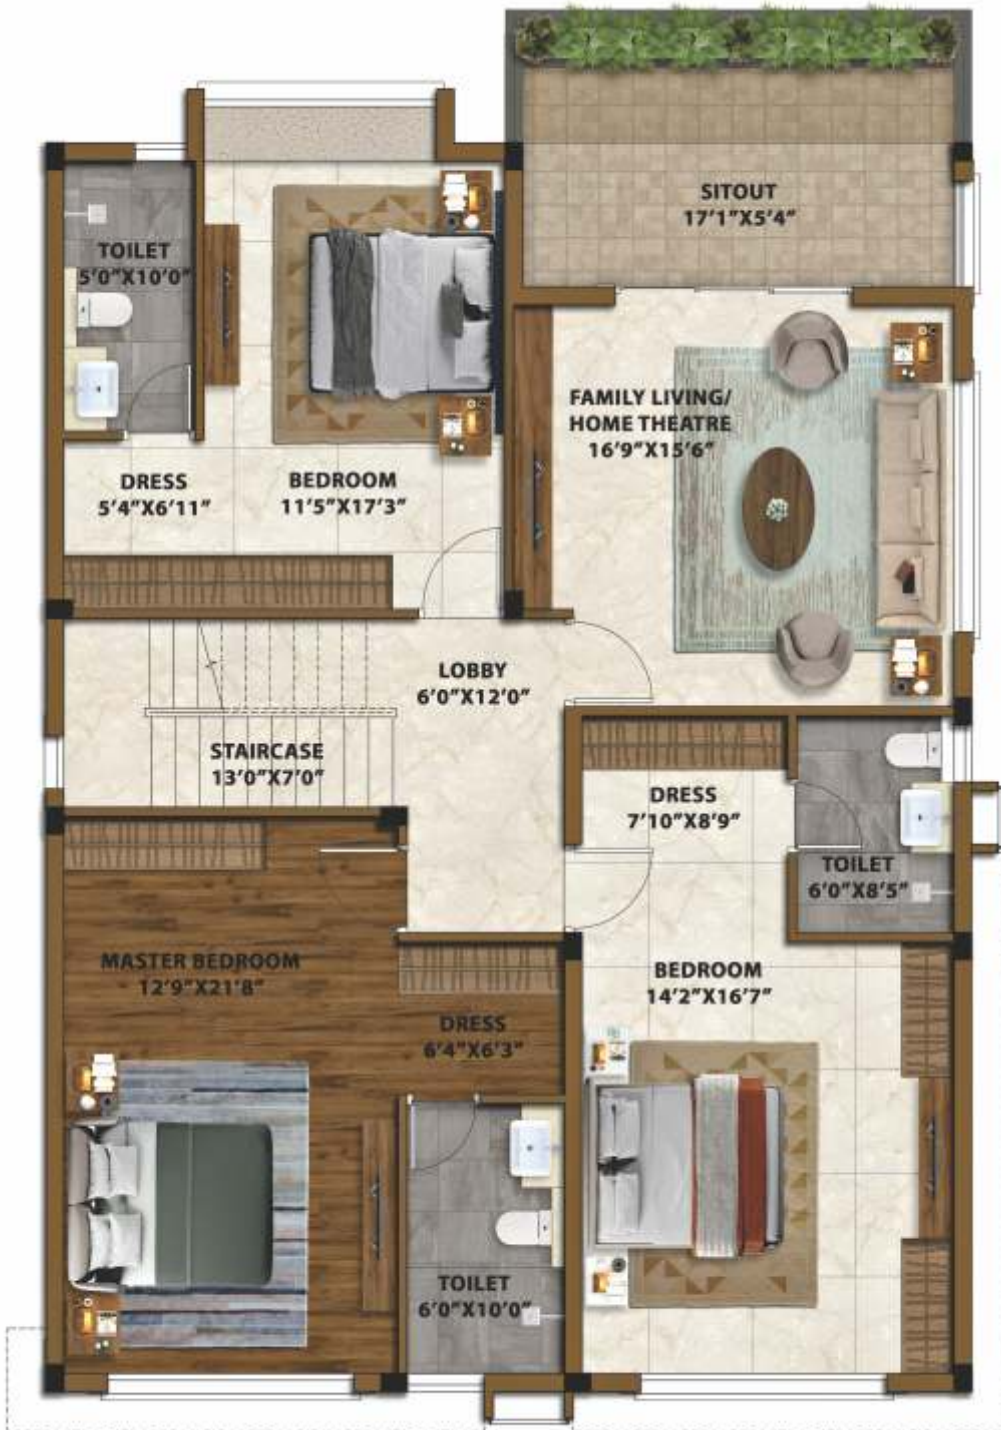 SITOUT
17'1"X5'4"
TOILET
5'0"X10'0"
FAMILY LIVING/
HOME THEATRE
16'9"X15'6"
DRESS
5'4"X6'11"
BEDROOM
11'5"X17'3"
LOBBY
6'0"X12'0"
STAIRCASE
13'0"X7'0"
DRESS
7'10"X8'9"
TOILET
6'0"X8'5"
MASTER BEDROOM
12'9"X21'8"
BEDROOM
14'2"X16'7"
DRESS
6'4"X6'3"
TOILET
6'0"X10'0"